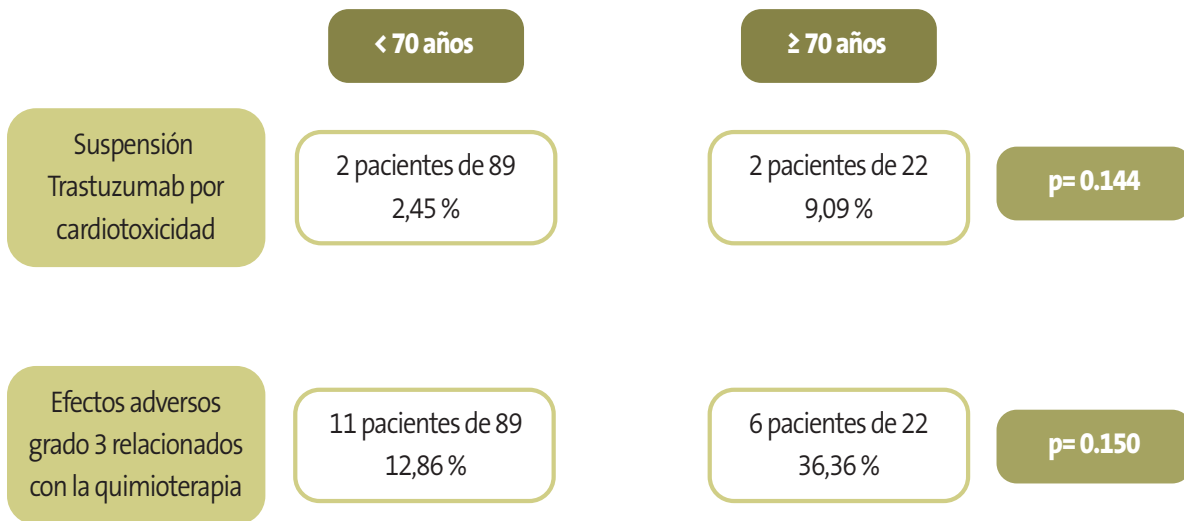 < 70 años
≥ 70 años
Suspensión
Trastuzumab por
cardiotoxicidad
2 pacientes de 89
2,45 %
2 pacientes de 22
9,09 %
p= 0.144
Efectos adversos
grado 3 relacionados
con la quimioterapia
11 pacientes de 89
12,86 %
6 pacientes de 22
36,36 %
p= 0.150